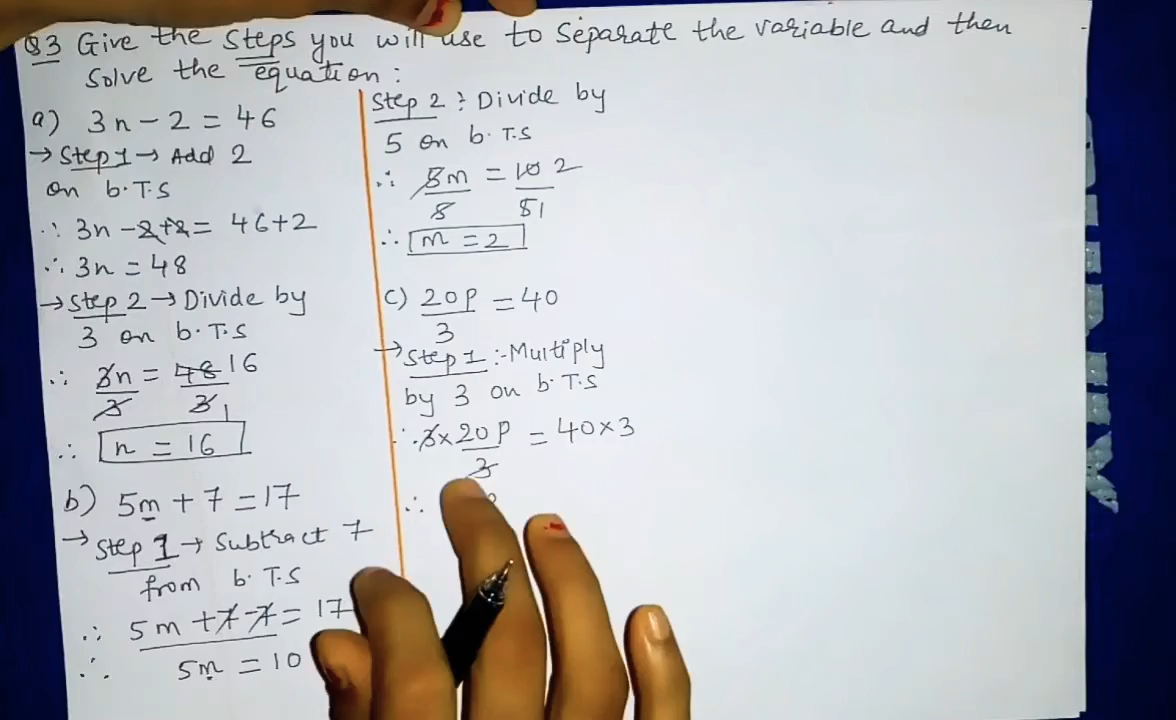 Q3 Give the steps you will use to separate the variable and then
solve the equation:
a) 3n - 2 = 46
→ Step 1 → Add 2
on b.T.S
∴ 3n - 2 + 2 = 46 + 2
∴ 3n = 48
→ Step 2 → Divide by
3 on b.T.S
∴ 3n/3 = 48/3 16 1
∴ n = 16
b) 5m + 7 = 17
→ Step 1 → Subtract 7
from b.T.S
∴ 5m + 7 - 7 = 17
∴ 5m = 10
Step 2 : Divide by
5 on b.T.S
∴ 5m/5 = 10/5 2 1
∴ m = 2
c) 20p/3 = 40
→ Step 1 :- Multiply
by 3 on b.T.S
∴ 3 × 20p/3 = 40 × 3
∴